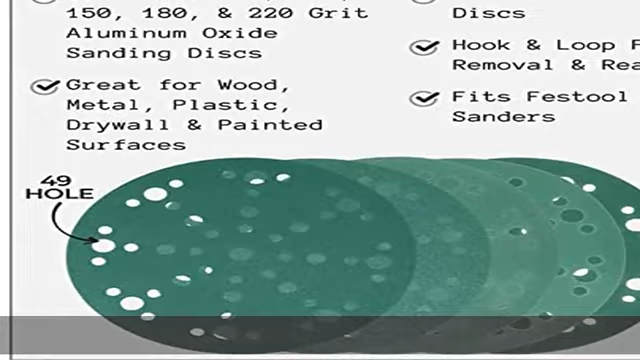 150, 180, & 220 Grit
Aluminum Oxide
Sanding Discs
Great for Wood,
Metal, Plastic,
Drywall & Painted
Surfaces
Discs
Hook & Loop
Removal &
Fits Festool
Sanders
49
HOLE